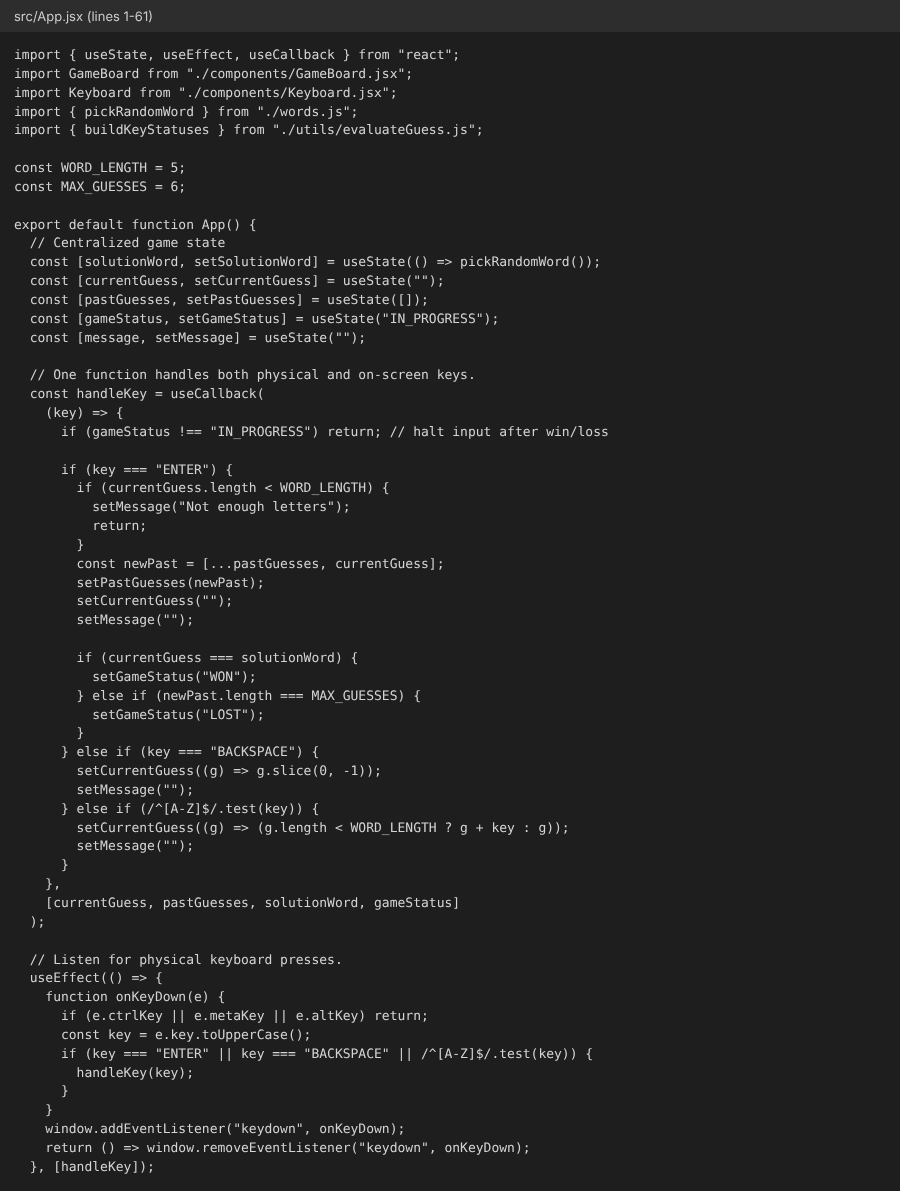 src/App.jsx (lines 1-61)
import { useState, useEffect, useCallback } from "react";
import GameBoard from "./components/GameBoard.jsx";
import Keyboard from "./components/Keyboard.jsx";
import { pickRandomWord } from "./words.js";
import { buildKeyStatuses } from "./utils/evaluateGuess.js";

const WORD_LENGTH = 5;
const MAX_GUESSES = 6;

export default function App() {
  // Centralized game state
  const [solutionWord, setSolutionWord] = useState(() => pickRandomWord());
  const [currentGuess, setCurrentGuess] = useState("");
  const [pastGuesses, setPastGuesses] = useState([]);
  const [gameStatus, setGameStatus] = useState("IN_PROGRESS");
  const [message, setMessage] = useState("");

  // One function handles both physical and on-screen keys.
  const handleKey = useCallback(
    (key) => {
      if (gameStatus !== "IN_PROGRESS") return; // halt input after win/loss

      if (key === "ENTER") {
        if (currentGuess.length < WORD_LENGTH) {
          setMessage("Not enough letters");
          return;
        }
        const newPast = [...pastGuesses, currentGuess];
        setPastGuesses(newPast);
        setCurrentGuess("");
        setMessage("");

        if (currentGuess === solutionWord) {
          setGameStatus("WON");
        } else if (newPast.length === MAX_GUESSES) {
          setGameStatus("LOST");
        }
      } else if (key === "BACKSPACE") {
        setCurrentGuess((g) => g.slice(0, -1));
        setMessage("");
      } else if (/^[A-Z]$/.test(key)) {
        setCurrentGuess((g) => (g.length < WORD_LENGTH ? g + key : g));
        setMessage("");
      }
    },
    [currentGuess, pastGuesses, solutionWord, gameStatus]
  );

  // Listen for physical keyboard presses.
  useEffect(() => {
    function onKeyDown(e) {
      if (e.ctrlKey || e.metaKey || e.altKey) return;
      const key = e.key.toUpperCase();
      if (key === "ENTER" || key === "BACKSPACE" || /^[A-Z]$/.test(key)) {
        handleKey(key);
      }
    }
    window.addEventListener("keydown", onKeyDown);
    return () => window.removeEventListener("keydown", onKeyDown);
  }, [handleKey]);